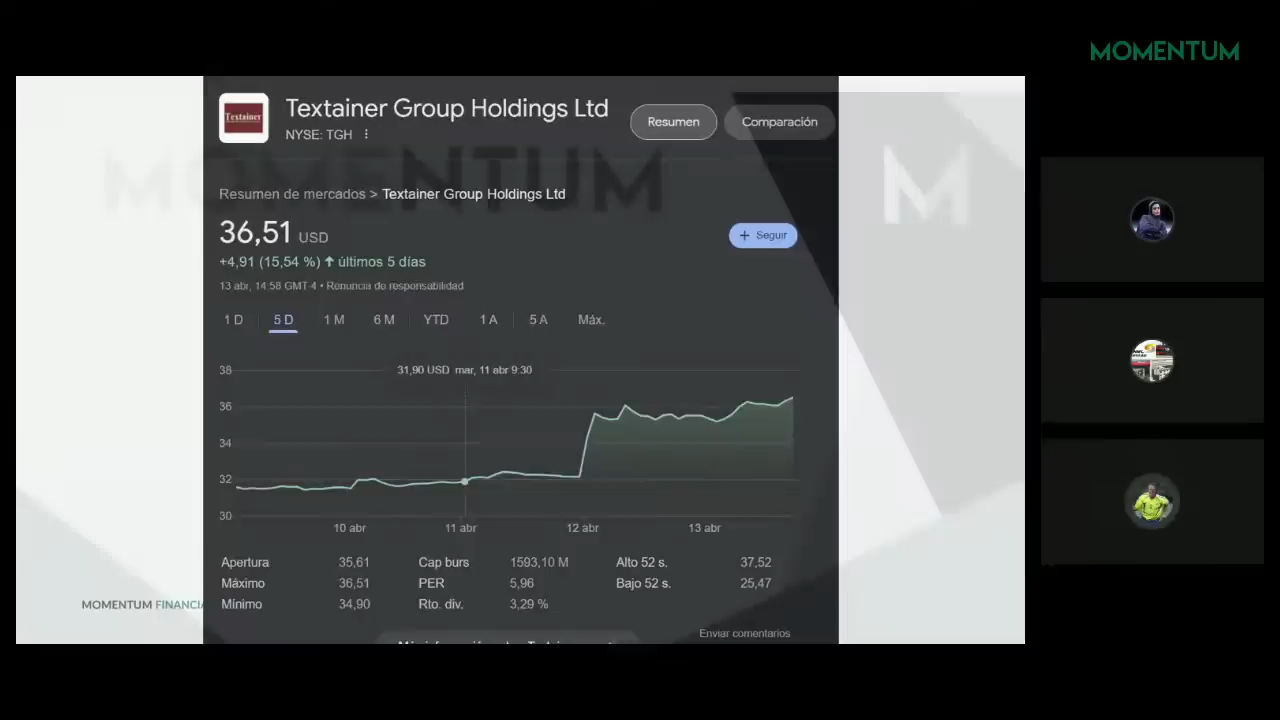 MOMENTUM
Textainer
Textainer Group Holdings Ltd
NYSE: TGH
Resumen
Comparación
MOMENTUM
M
Resumen de mercados > Textainer Group Holdings Ltd
36,51 USD
+ Seguir
+4,91 (15,54 %) ↑ últimos 5 días
13 abr, 14:58 GMT-4 • Renuncia de responsabilidad
1 D 5 D 1 M 6 M YTD 1 A 5 A Máx.
31,90 USD mar, 11 abr 9:30
38
36
34
32
30
10 abr 11 abr 12 abr 13 abr
Apertura 35,61 Cap burs 1593,10 M Alto 52 s. 37,52
Máximo 36,51 PER 5,96 Bajo 52 s. 25,47
Mínimo 34,90 Rto. div. 3,29 %
MOMENTUM FINANCIA
Enviar comentarios